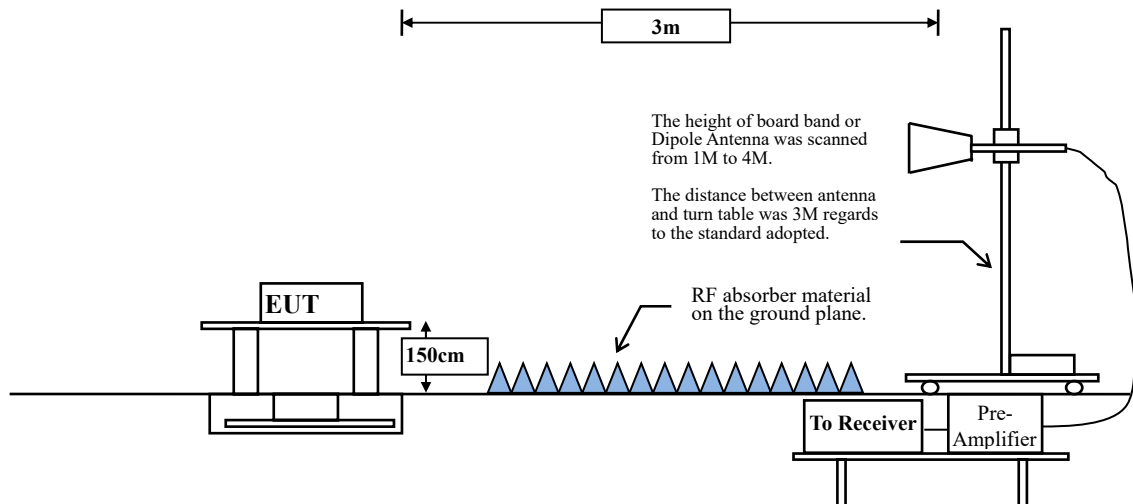 3m
The height of board band or
Dipole Antenna was scanned
from 1M to 4M.
The distance between antenna
and turn table was 3M regards
to the standard adopted.
EUT
RF absorber material
on the ground plane.
150cm
To Receiver
Pre-
Amplifier